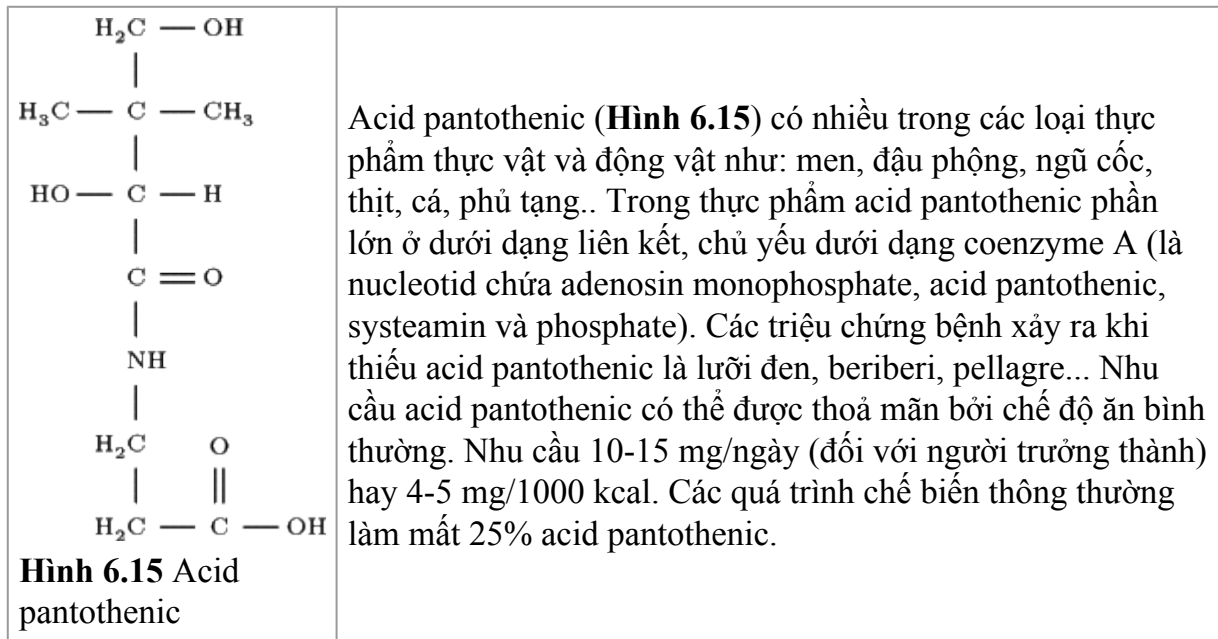 H₂C — OH
|
H₃C — C — CH₃
|
HO — C — H
|
C = O
|
NH
|
H₂C O
| ||
H₂C — C — OH
Hình 6.15 Acid
pantothenic
Acid pantothenic (Hình 6.15) có nhiều trong các loại thực
phẩm thực vật và động vật như: men, đậu phộng, ngũ cốc,
thịt, cá, phủ tạng.. Trong thực phẩm acid pantothenic phần
lớn ở dưới dạng liên kết, chủ yếu dưới dạng coenzyme A (là
nucleotid chứa adenosin monophosphate, acid pantothenic,
systeamin và phosphate). Các triệu chứng bệnh xảy ra khi
thiếu acid pantothenic là lưỡi đen, beriberi, pellagre... Nhu
cầu acid pantothenic có thể được thoả mãn bởi chế độ ăn bình
thường. Nhu cầu 10-15 mg/ngày (đối với người trưởng thành)
hay 4-5 mg/1000 kcal. Các quá trình chế biến thông thường
làm mất 25% acid pantothenic.